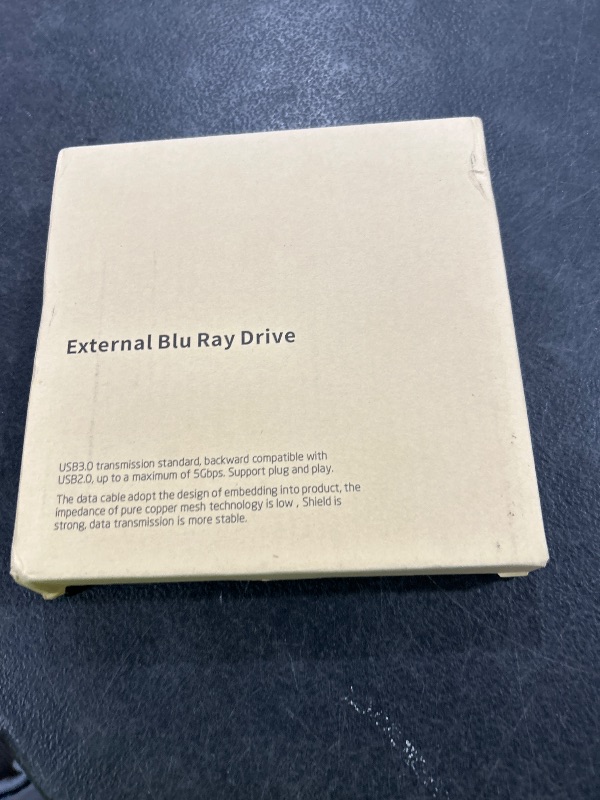 External Blu Ray Drive
USB3.0 transmission standard, backward compatible with
USB2.0, up to a maximum of 5Gbps. Support plug and play.
The data cable adopt the design of embedding into product, the
impedance of pure copper mesh technology is low , Shield is
strong, data transmission is more stable.